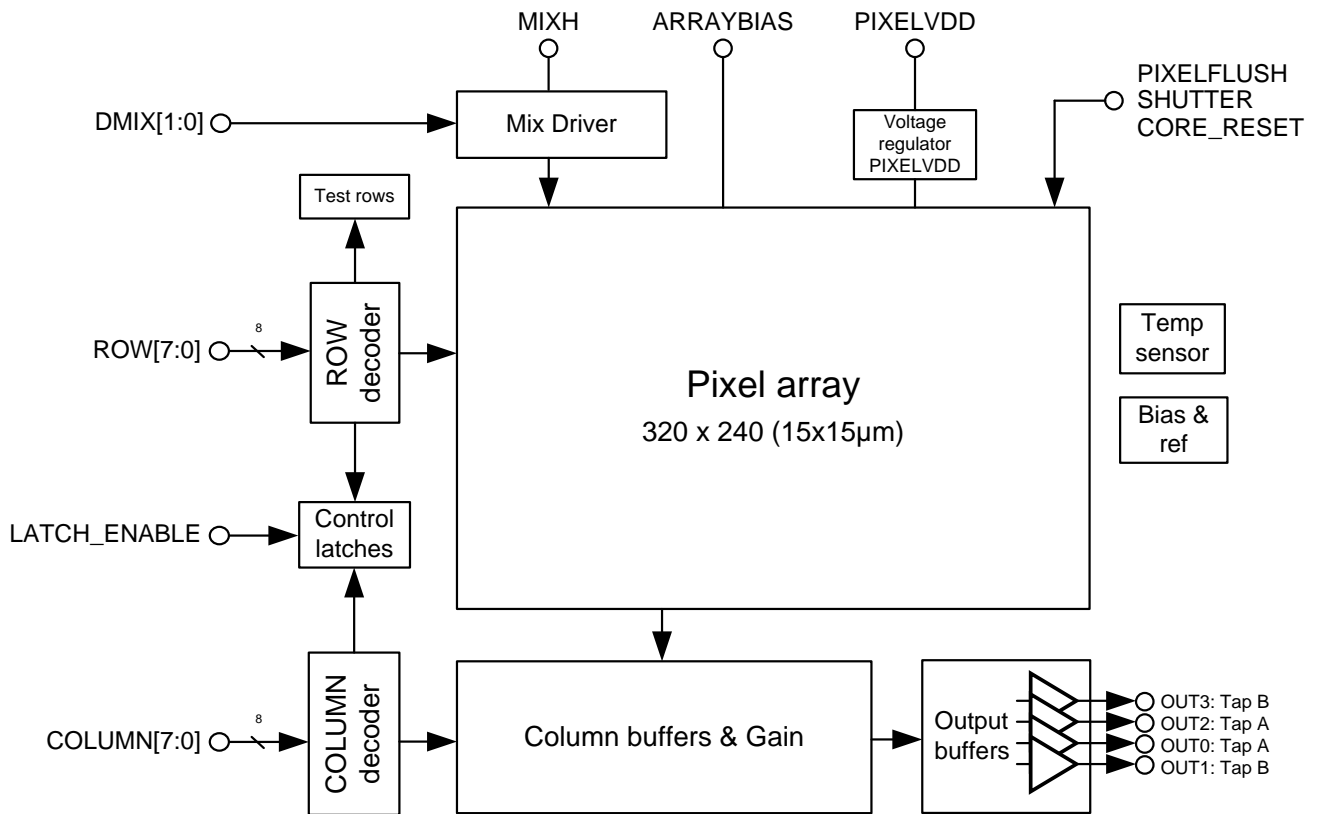 MIXH
ARRAYBIAS
PIXELVDD
PIXELFLUSH
SHUTTER
CORE_RESET
DMIX[1:0]
Mix Driver
Voltage
regulator
PIXELVDD
Test rows
ROW[7:0]
8
ROW
decoder
Pixel array
320 x 240 (15x15µm)
Temp
sensor
Bias &
ref
LATCH_ENABLE
Control
latches
COLUMN[7:0]
8
COLUMN
decoder
Column buffers & Gain
Output
buffers
OUT3: Tap B
OUT2: Tap A
OUT0: Tap A
OUT1: Tap B